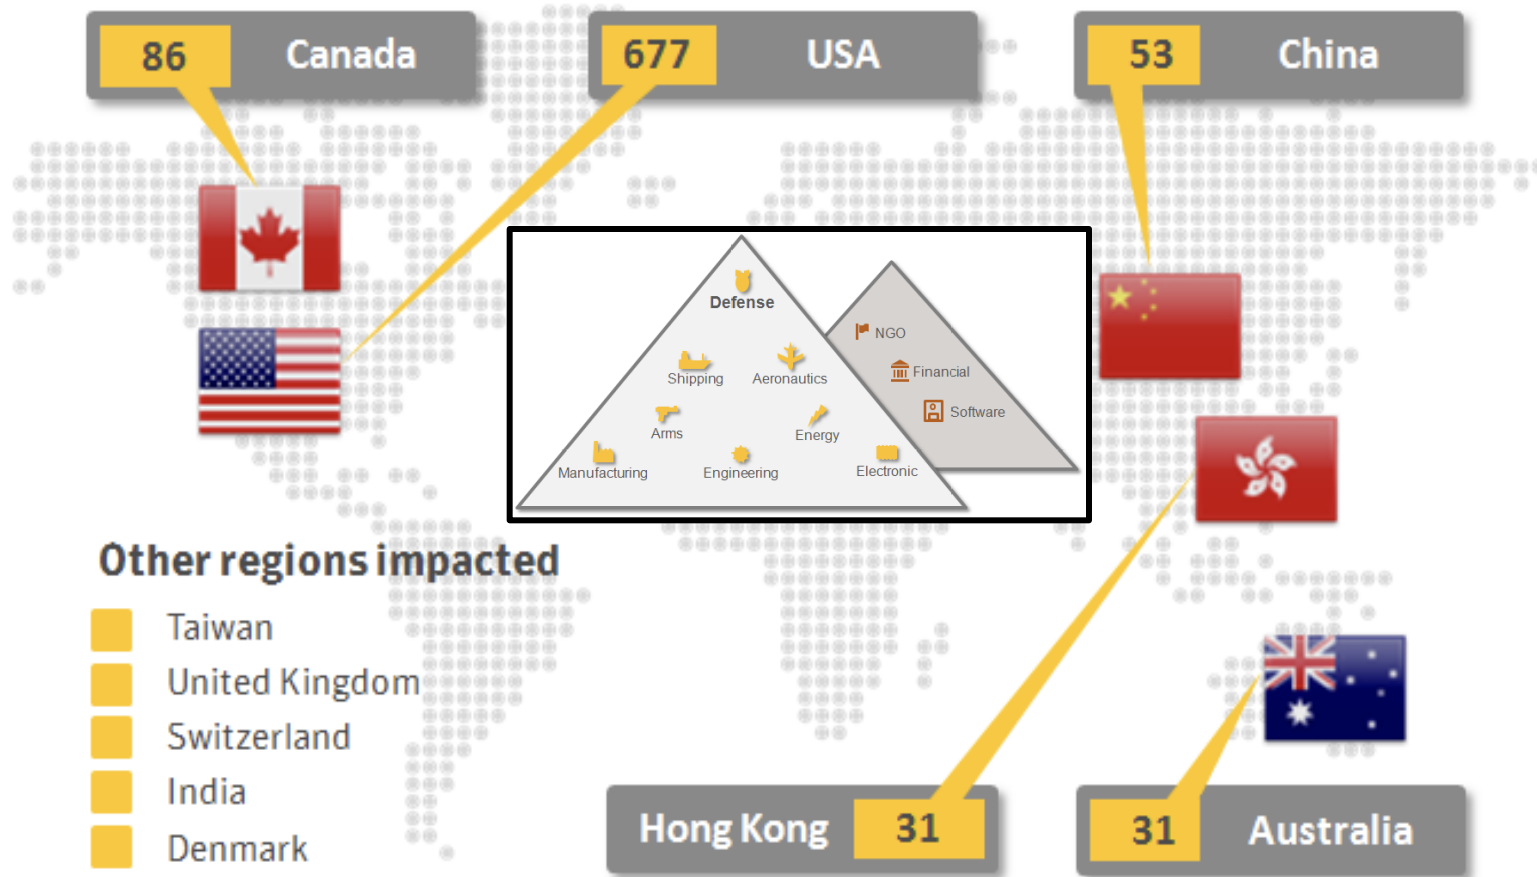 86 Canada
677 USA
53 China
Defense
NGO
Shipping
Aeronautics
Financial
Arms
Energy
Software
Manufacturing
Engineering
Electronic
Other regions impacted
Taiwan
United Kingdom
Switzerland
India
Denmark
Hong Kong 31
31 Australia